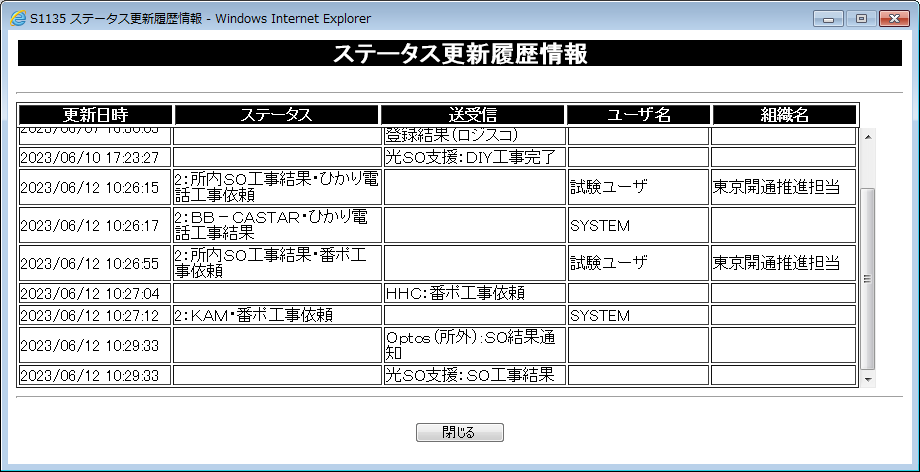 S1135 ステータス更新履歴情報 - Windows Internet Explorer
ステータス更新履歴情報
更新日時 ステータス 送受信 ユーザ名 組織名
登録結果(ロジスコ)
2023/06/10 17:23:27 光SO支援:DIY工事完了
2023/06/12 10:26:15 2:所内SO工事結果・ひかり電 試験ユーザ 東京開通推進担当
話工事依頼
2023/06/12 10:26:17 2:BB-CASTAR・ひかり電 SYSTEM
話工事結果
2023/06/12 10:26:55 2:所内SO工事結果・番ポ工 試験ユーザ 東京開通推進担当
事依頼
2023/06/12 10:27:04 HHC:番ポ工事依頼
2023/06/12 10:27:12 2:KAM・番ポ工事依頼 SYSTEM
2023/06/12 10:29:33 Optos(所外):SO結果通
知
2023/06/12 10:29:33 光SO支援:SO工事結果
閉じる